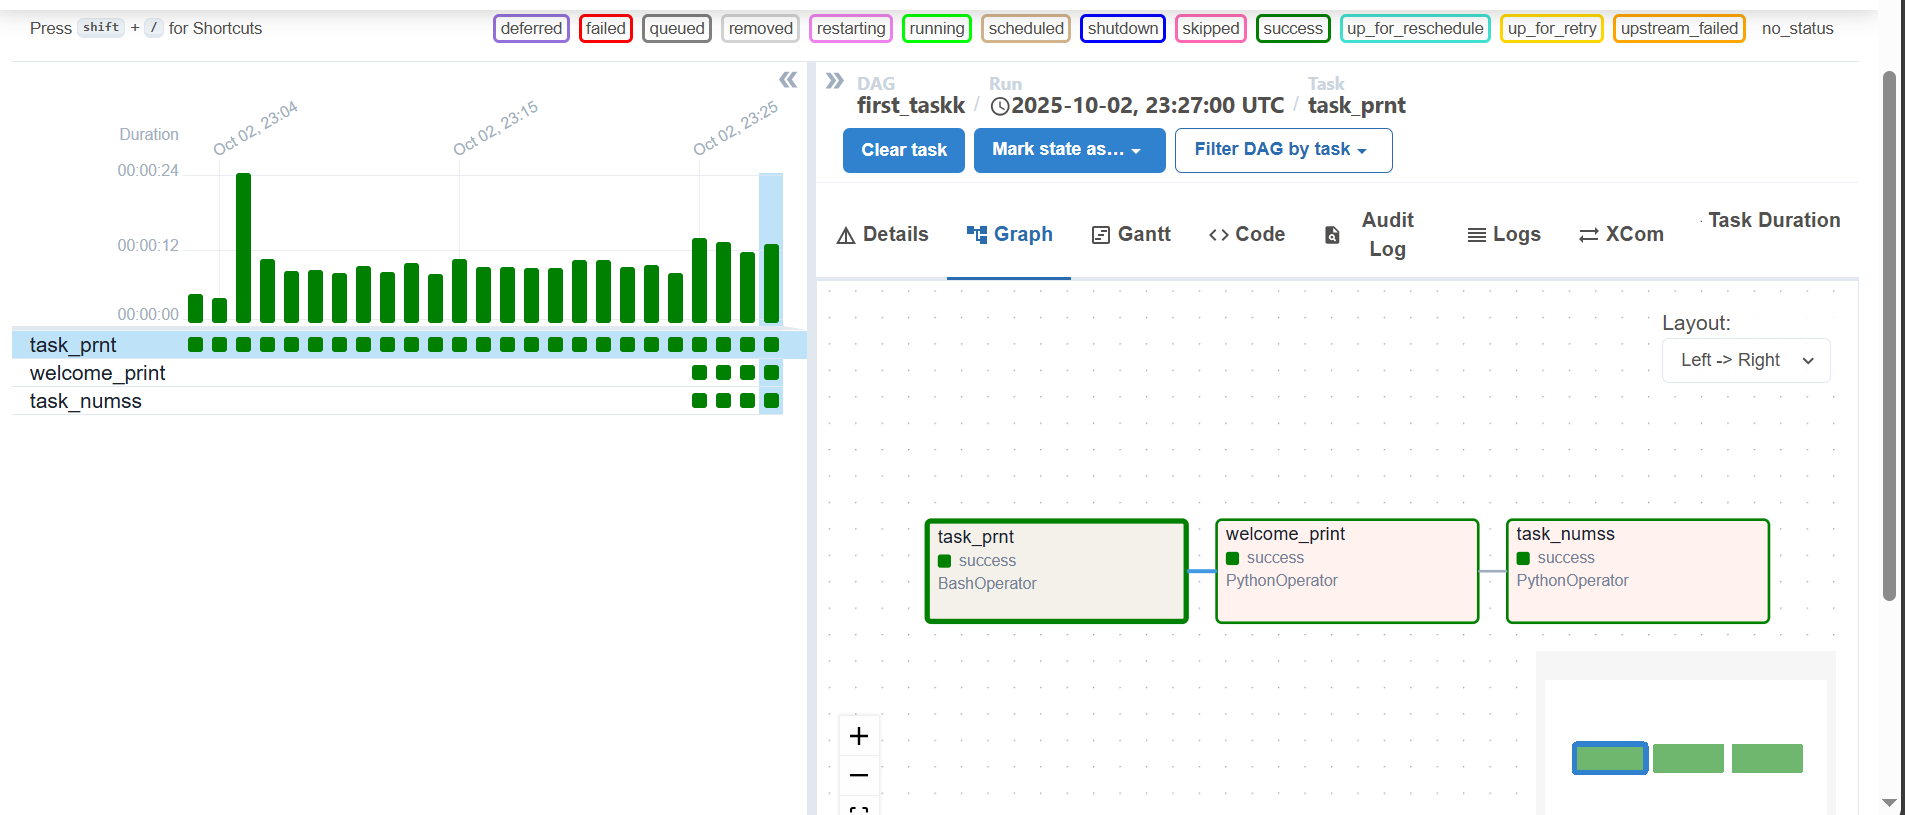 Press shift + / for Shortcuts
deferred failed queued removed restarting running scheduled shutdown skipped success up_for_reschedule up_for_retry upstream_failed no_status
Duration
Oct 02, 23:04
Oct 02, 23:15
Oct 02, 23:25
00:00:24
00:00:12
00:00:00
task_prnt
welcome_print
task_numss
DAG
first_taskk
/
Run
2025-10-02, 23:27:00 UTC
/
Task
task_prnt
Clear task
Mark state as...
Filter DAG by task
Details
Graph
Gantt
Code
Audit
Log
Logs
XCom
Task Duration
Layout:
Left -> Right
task_prnt
success
BashOperator
welcome_print
success
PythonOperator
task_numss
success
PythonOperator